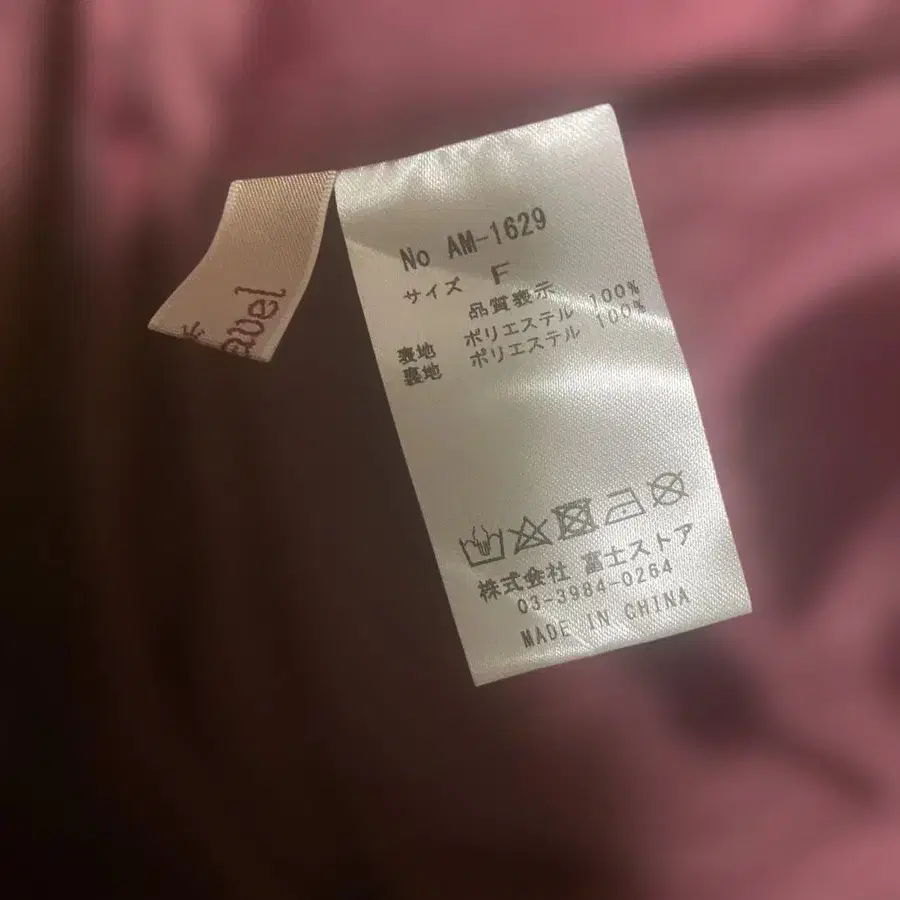 No AM-1629
サイズ F
品質表示
表地 ポリエステル 100%
裏地 ポリエステル 100%
株式会社 富士ストア
03-3984-0264
MADE IN CHINA
avel